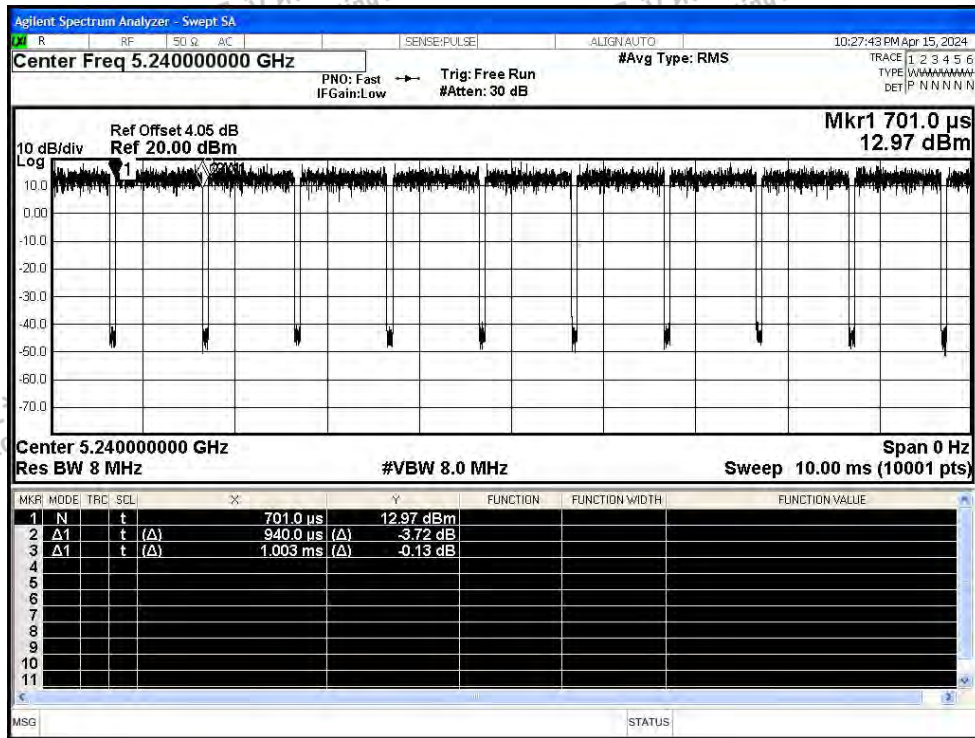 Agilent Spectrum Analyzer - Swept SA
LXI R RF 50 Ω AC SENSE:PULSE ALIGN AUTO 10:27:43 PM Apr 15, 2024
Center Freq 5.240000000 GHz #Avg Type: RMS TRACE 1 2 3 4 5 6
PNO: Fast Trig: Free Run TYPE WWWWWW
IFGain:Low #Atten: 30 dB DET P N N N N N
Mkr1 701.0 µs
Ref Offset 4.05 dB
10 dB/div Ref 20.00 dBm 12.97 dBm
Log
1
10.0
0.00
-10.0
-20.0
-30.0
-40.0
-50.0
-60.0
-70.0
Center 5.240000000 GHz Span 0 Hz
Res BW 8 MHz #VBW 8.0 MHz Sweep 10.00 ms (10001 pts)
MKR MODE TRC SCL X Y FUNCTION FUNCTION WIDTH FUNCTION VALUE
1 N t 701.0 µs 12.97 dBm
2 Δ1 t (Δ) 940.0 µs (Δ) -3.72 dB
3 Δ1 t (Δ) 1.003 ms (Δ) -0.13 dB
4
5
6
7
8
9
10
11
MSG STATUS